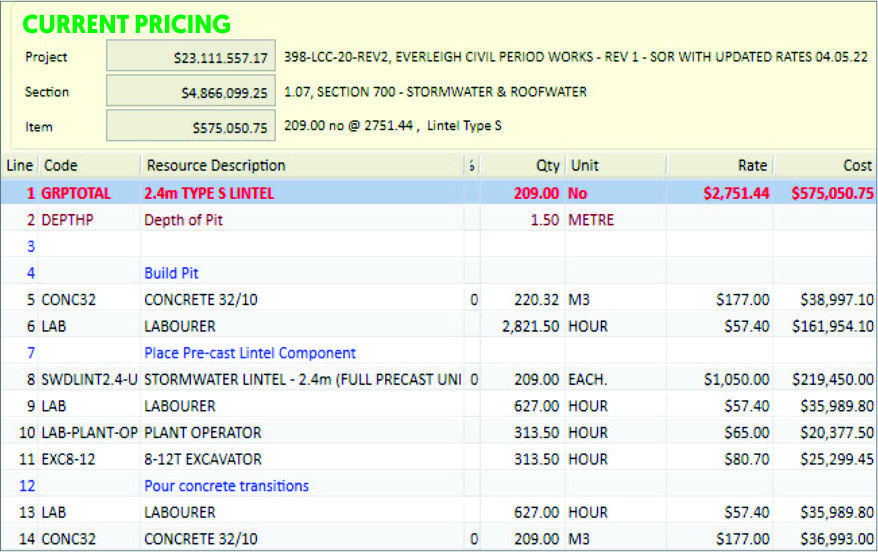 CURRENT PRICING
Project $23,111,557.17 398-LCC-20-REV2, EVERLEIGH CIVIL PERIOD WORKS - REV 1 - SOR WITH UPDATED RATES 04.05.22
Section $4,866,099.25 1.07, SECTION 700 - STORMWATER & ROOFWATER
Item $575,050.75 209.00 no @ 2751.44 , Lintel Type S
Line Code Resource Description Qty Unit Rate Cost
1 GRPTOTAL 2.4m TYPE S LINTEL 209.00 No $2,751.44 $575,050.75
2 DEPTHP Depth of Pit 1.50 METRE
3
4 Build Pit
5 CONC32 CONCRETE 32/10 0 220.32 M3 $177.00 $38,997.10
6 LAB LABOURER 2,821.50 HOUR $57.40 $161,954.10
7 Place Pre-cast Lintel Component
8 SWDLINT2.4-U STORMWATER LINTEL - 2.4m (FULL PRECAST UNI 0 209.00 EACH. $1,050.00 $219,450.00
9 LAB LABOURER 627.00 HOUR $57.40 $35,989.80
10 LAB-PLANT-OP PLANT OPERATOR 313.50 HOUR $65.00 $20,377.50
11 EXC8-12 8-12T EXCAVATOR 313.50 HOUR $80.70 $25,299.45
12 Pour concrete transitions
13 LAB LABOURER 627.00 HOUR $57.40 $35,989.80
14 CONC32 CONCRETE 32/10 0 209.00 M3 $177.00 $36,993.00